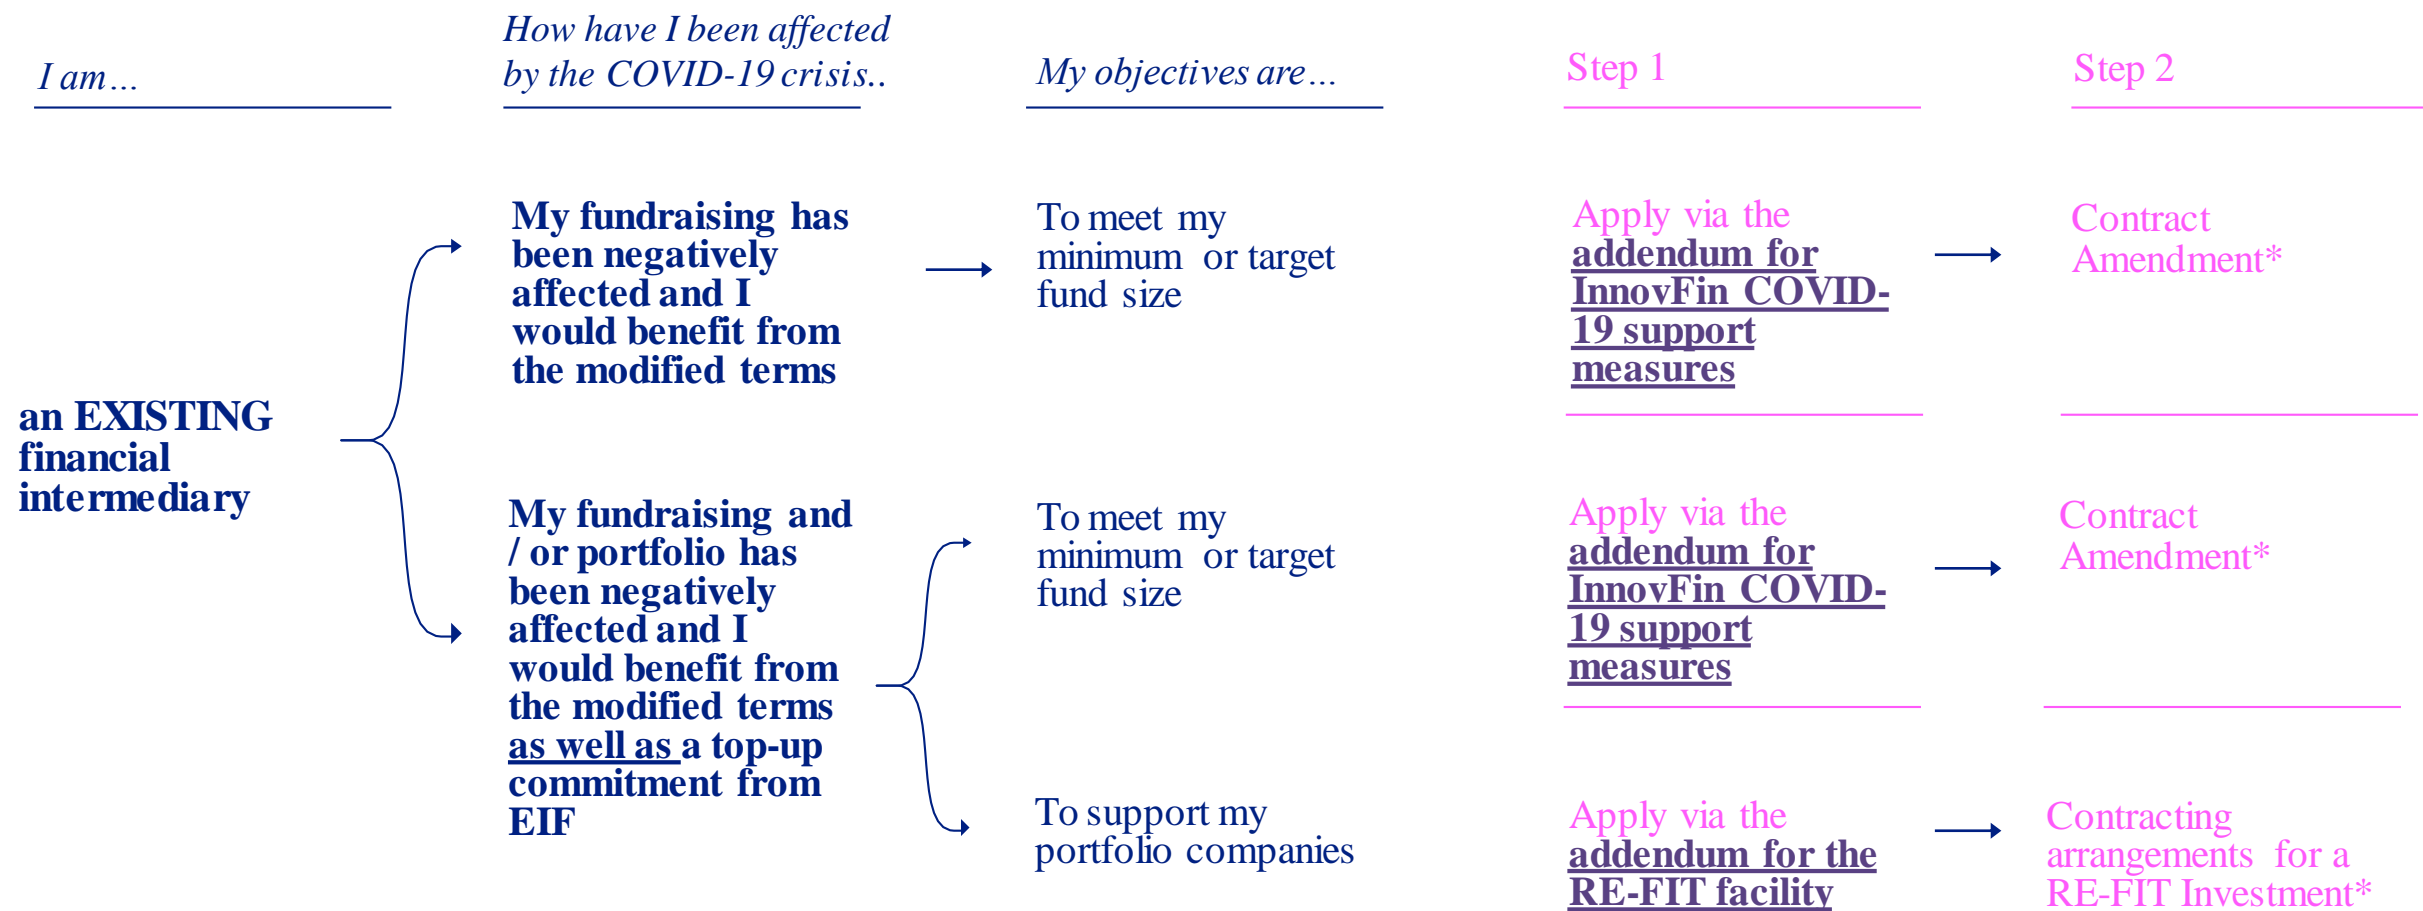 I am...
How have I been affected
by the COVID-19 crisis..
My objectives are...
Step 1
Step 2
an EXISTING
financial
intermediary
My fundraising has
been negatively
affected and I
would benefit from
the modified terms
To meet my
minimum or target
fund size
Apply via the
addendum for
InnovFin COVID-
19 support
measures
Contract
Amendment*
My fundraising and
/ or portfolio has
been negatively
affected and I
would benefit from
the modified terms
as well as a top-up
commitment from
EIF
To meet my
minimum or target
fund size
Apply via the
addendum for
InnovFin COVID-
19 support
measures
Contract
Amendment*
To support my
portfolio companies
Apply via the
addendum for the
RE-FIT facility
Contracting
arrangements for a
RE-FIT Investment*